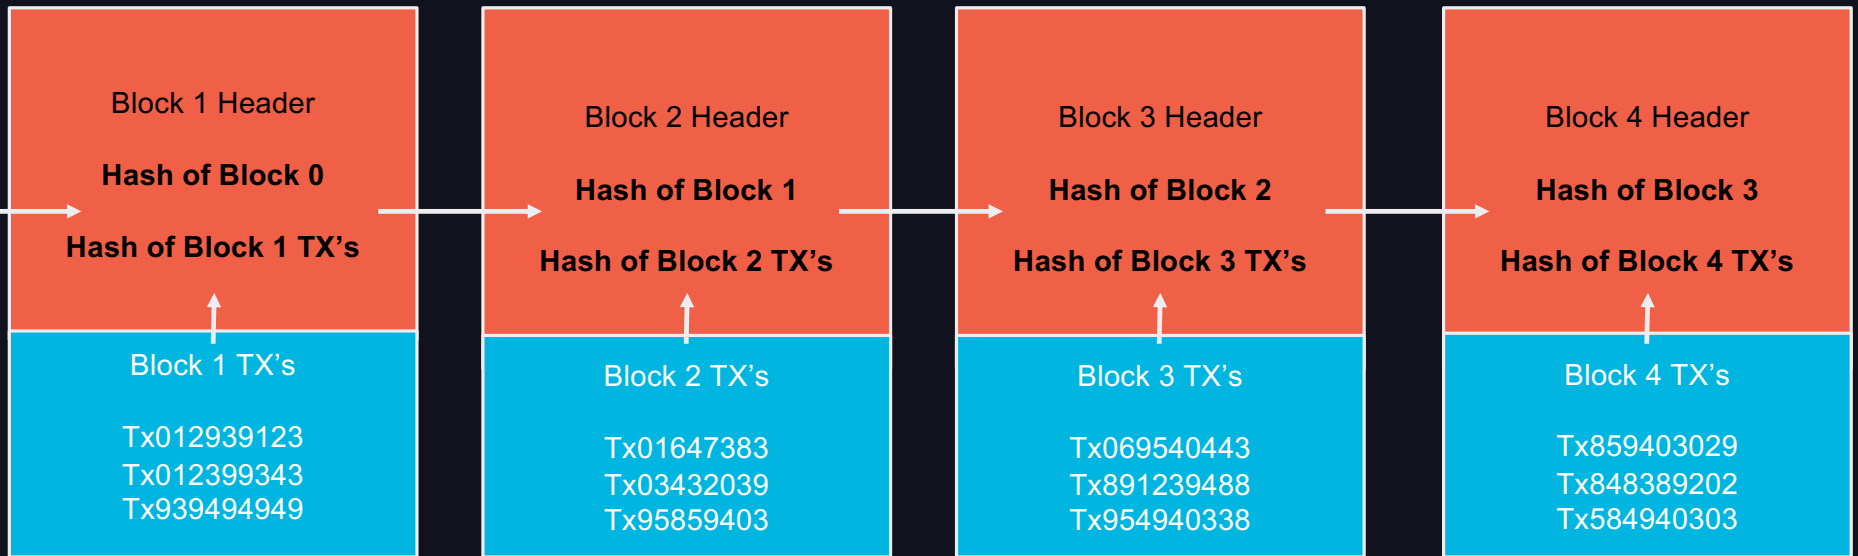 Block 1 Header
Hash of Block 0
Hash of Block 1 TX’s
Block 1 TX’s
Tx012939123
Tx012399343
Tx939494949
Block 2 Header
Hash of Block 1
Hash of Block 2 TX’s
Block 2 TX’s
Tx01647383
Tx03432039
Tx95859403
Block 3 Header
Hash of Block 2
Hash of Block 3 TX’s
Block 3 TX’s
Tx069540443
Tx891239488
Tx954940338
Block 4 Header
Hash of Block 3
Hash of Block 4 TX’s
Block 4 TX’s
Tx859403029
Tx848389202
Tx584940303